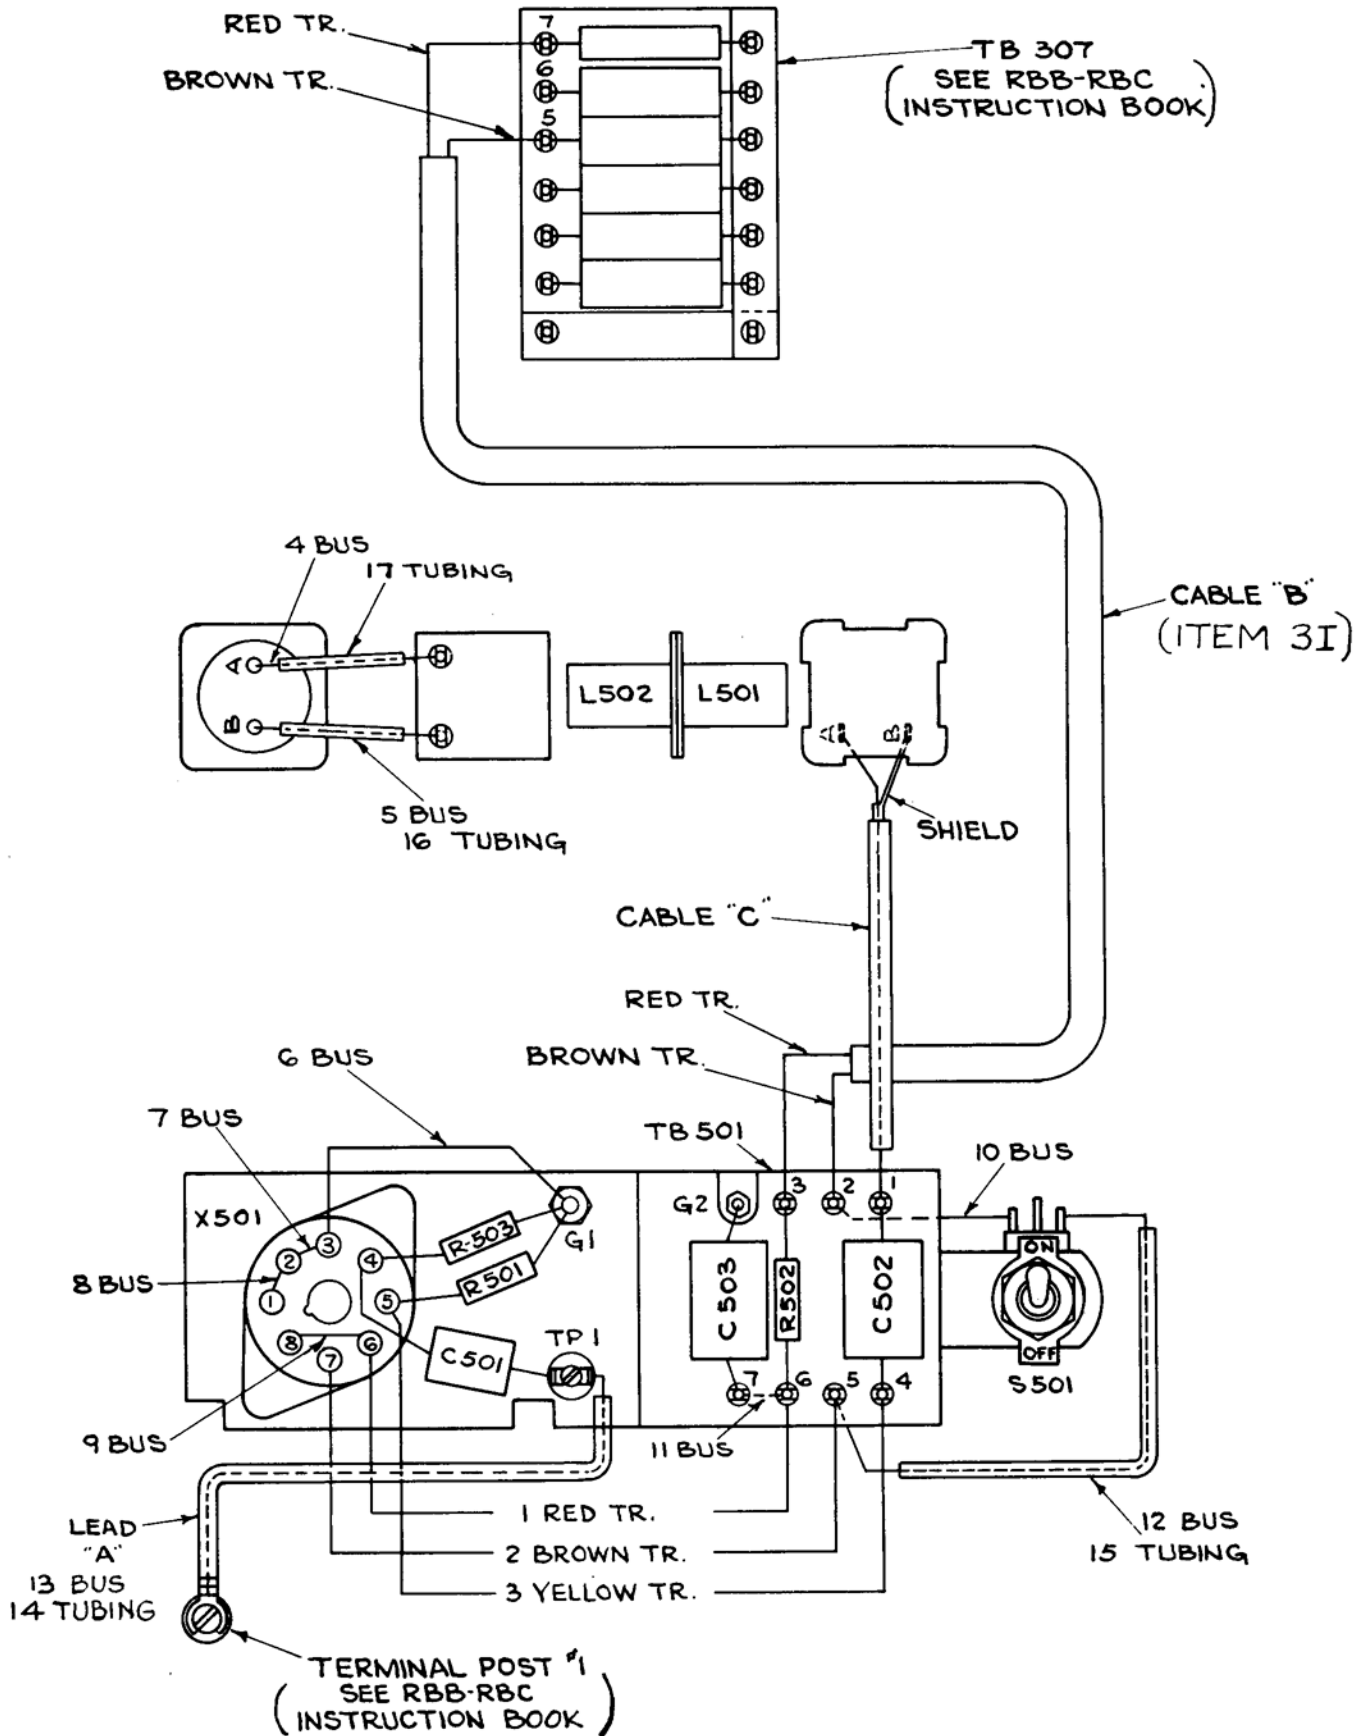 RED TR.
BROWN TR.
7
6
5
TB 307
(SEE RBB-RBC
INSTRUCTION BOOK)
4 BUS
17 TUBING
A
B
5 BUS
16 TUBING
L502
L501
A
B
SHIELD
CABLE "B"
(ITEM 3I)
CABLE "C"
RED TR.
BROWN TR.
6 BUS
7 BUS
8 BUS
9 BUS
X501
1
2
3
4
5
6
7
8
R-503
R501
C501
G1
TP 1
TB 501
G2
3
2
1
C503
R502
C502
7
6
5
4
10 BUS
11 BUS
ON
OFF
S501
1 RED TR.
2 BROWN TR.
3 YELLOW TR.
12 BUS
15 TUBING
LEAD
"A"
13 BUS
14 TUBING
TERMINAL POST #1
(SEE RBB-RBC
INSTRUCTION BOOK)